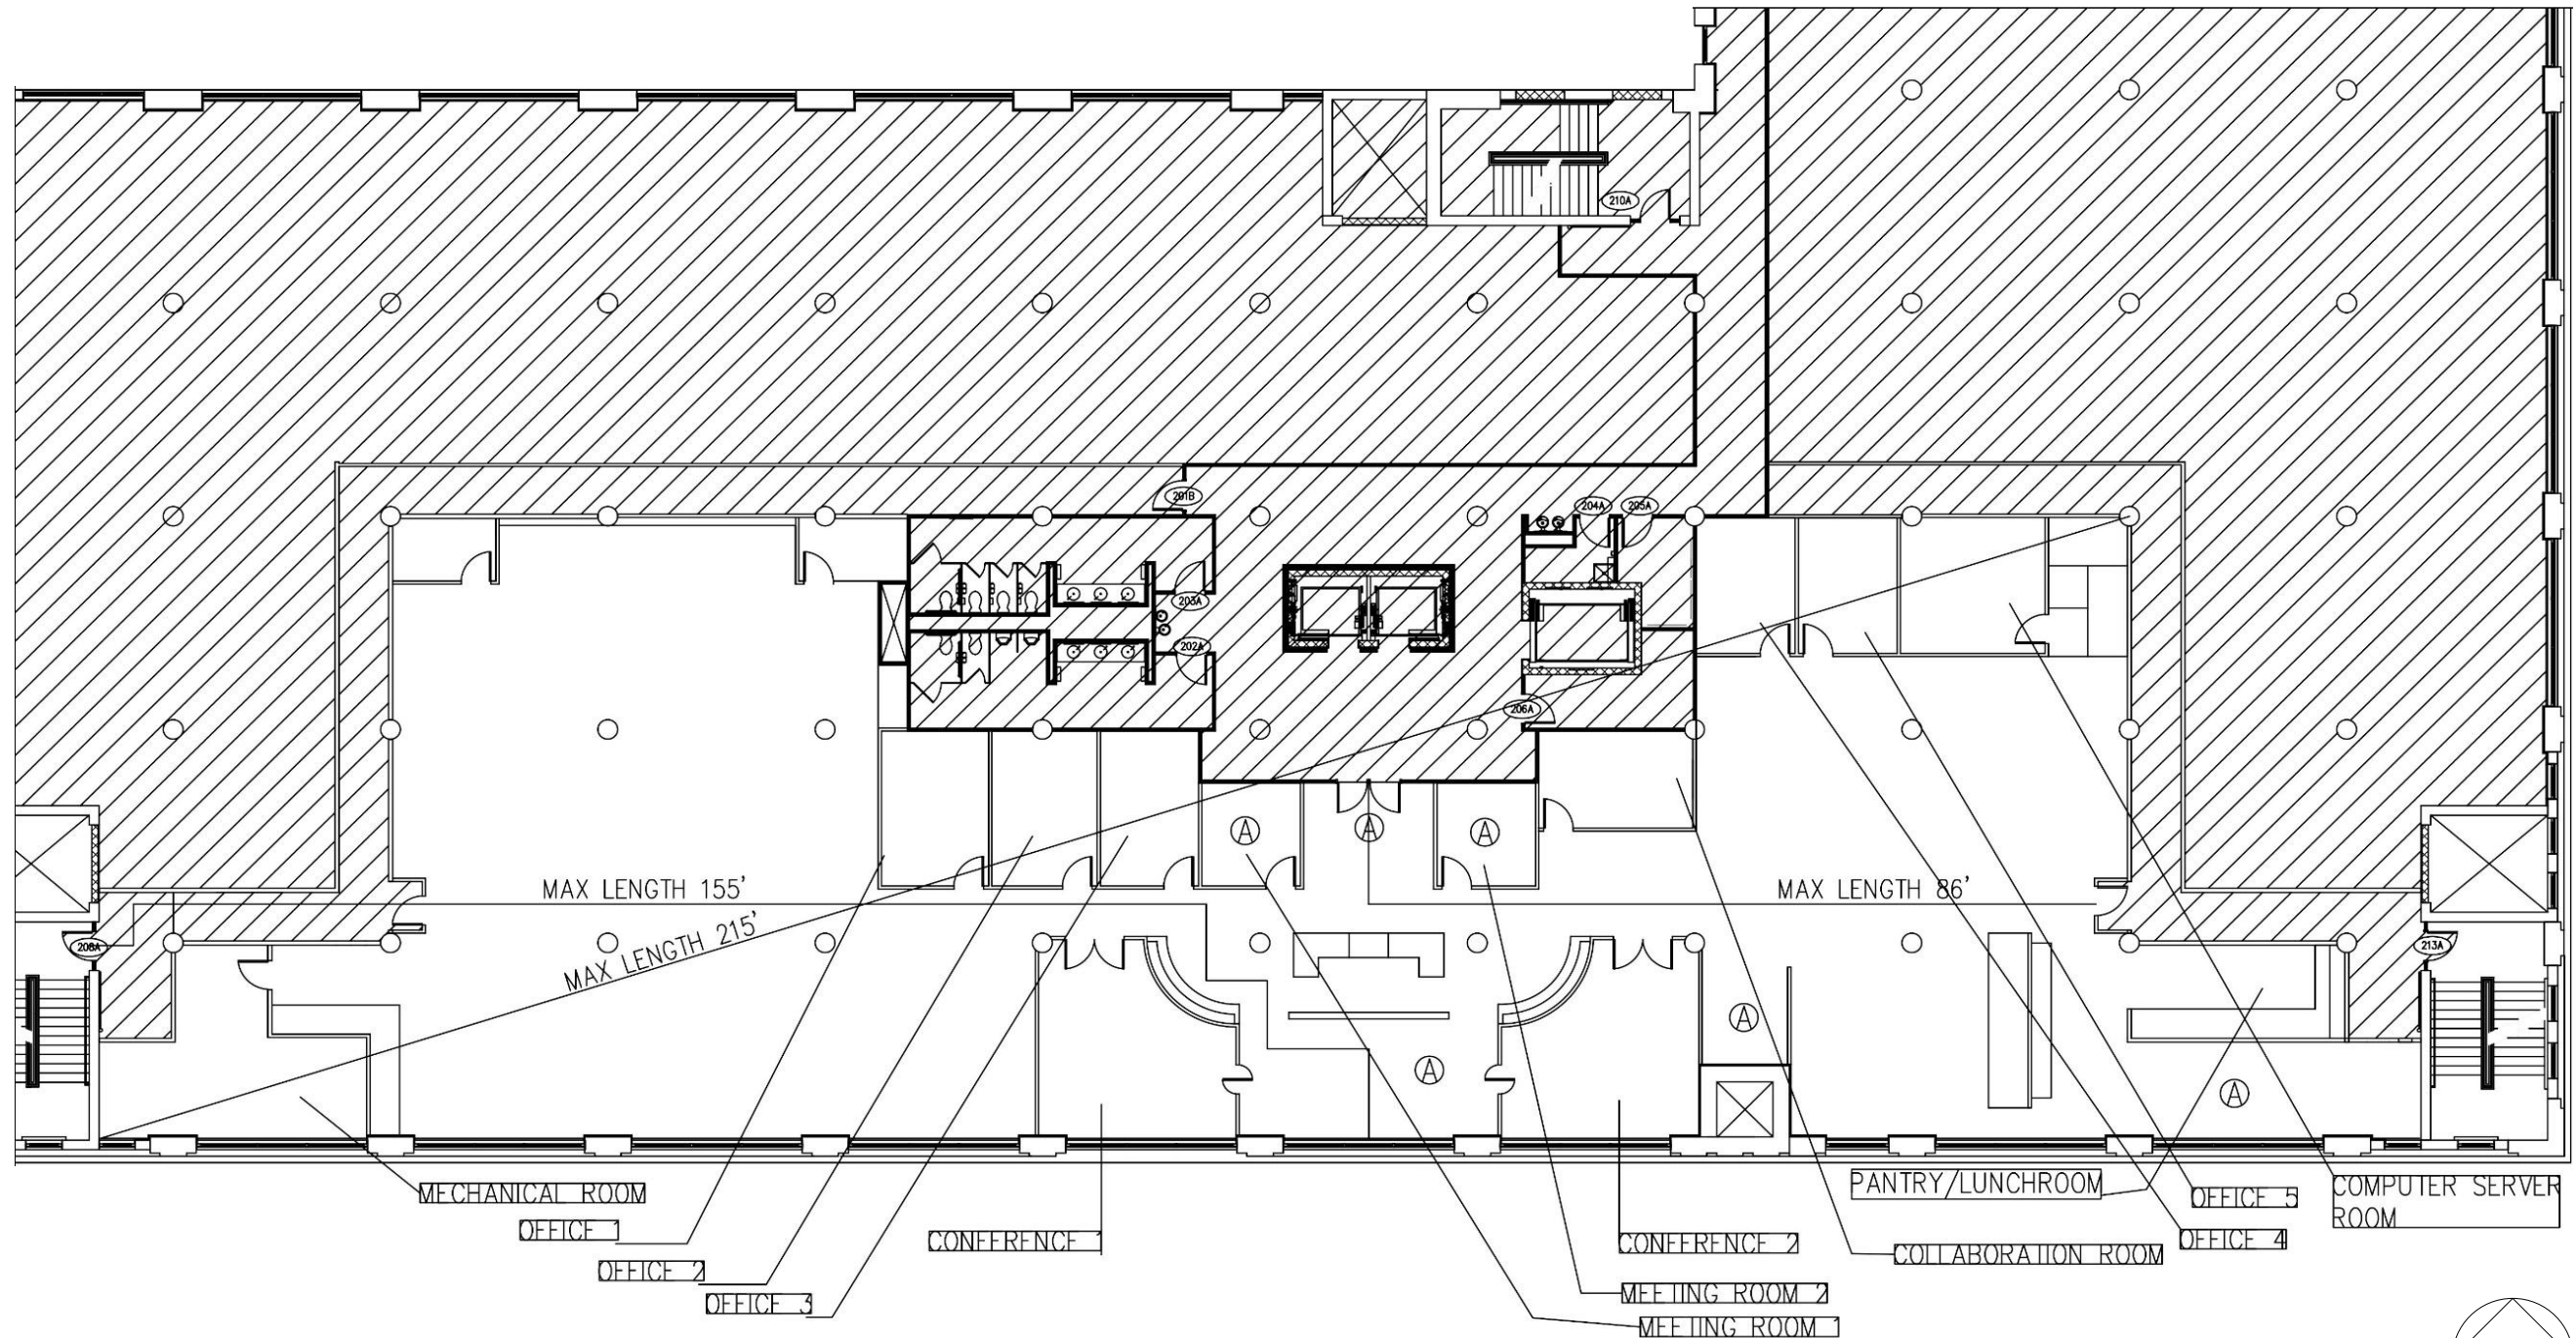 210A
201B
204A
205A
203A
202A
206A
A
A
A
MAX LENGTH 155'
MAX LENGTH 86'
208A
MAX LENGTH 215'
213A
A
A
A
MECHANICAL ROOM
OFFICE 1
OFFICE 2
OFFICE 3
CONFERENCE 1
CONFERENCE 2
MEETING ROOM 2
MEETING ROOM 1
COLLABORATION ROOM
PANTRY/LUNCHROOM
OFFICE 5
OFFICE 4
COMPUTER SERVER
ROOM